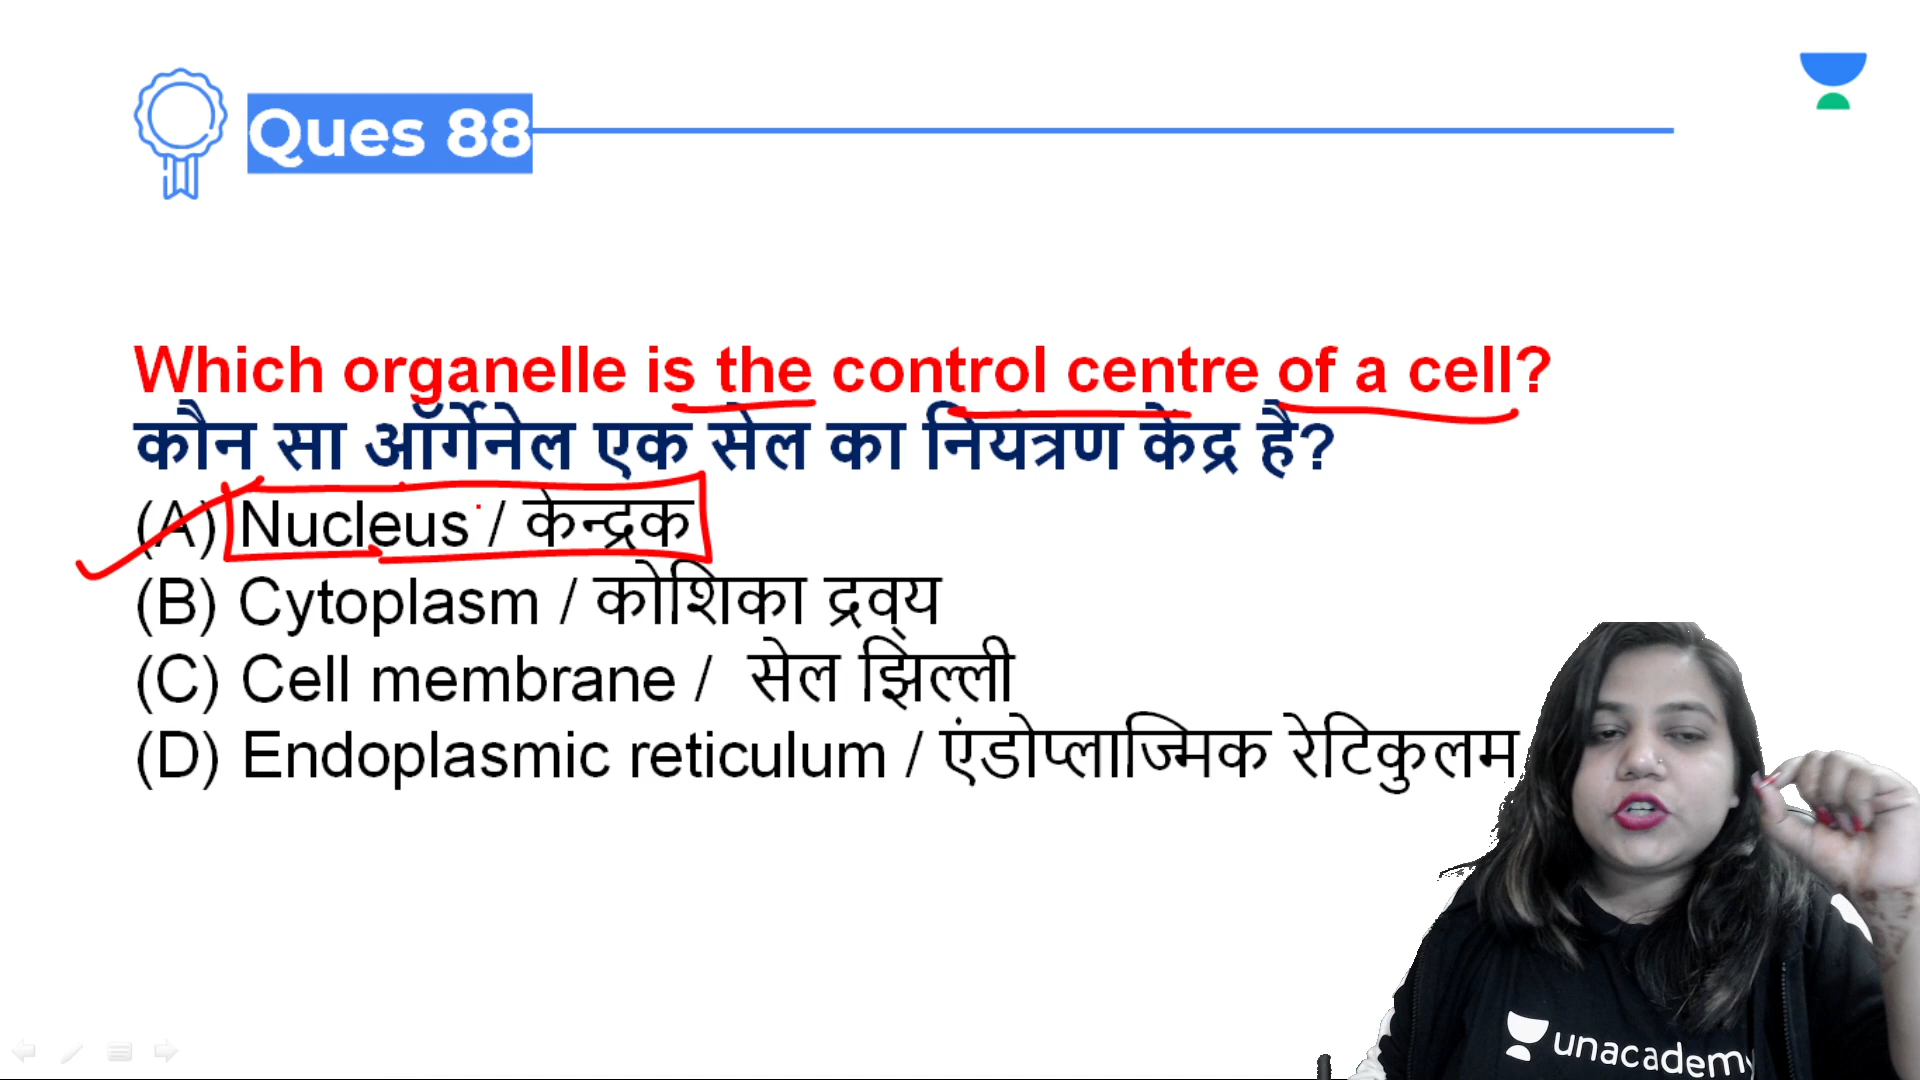 Ques 88
Which organelle is the control centre of a cell?
कौन सा ऑर्गेनेल एक सेल का नियंत्रण केंद्र है?
(A) Nucleus / केन्द्रक
(B) Cytoplasm / कोशिका द्रव्य
(C) Cell membrane / सेल झिल्ली
(D) Endoplasmic reticulum / एंडोप्लाज्मिक रेटिकुलम
unacademy